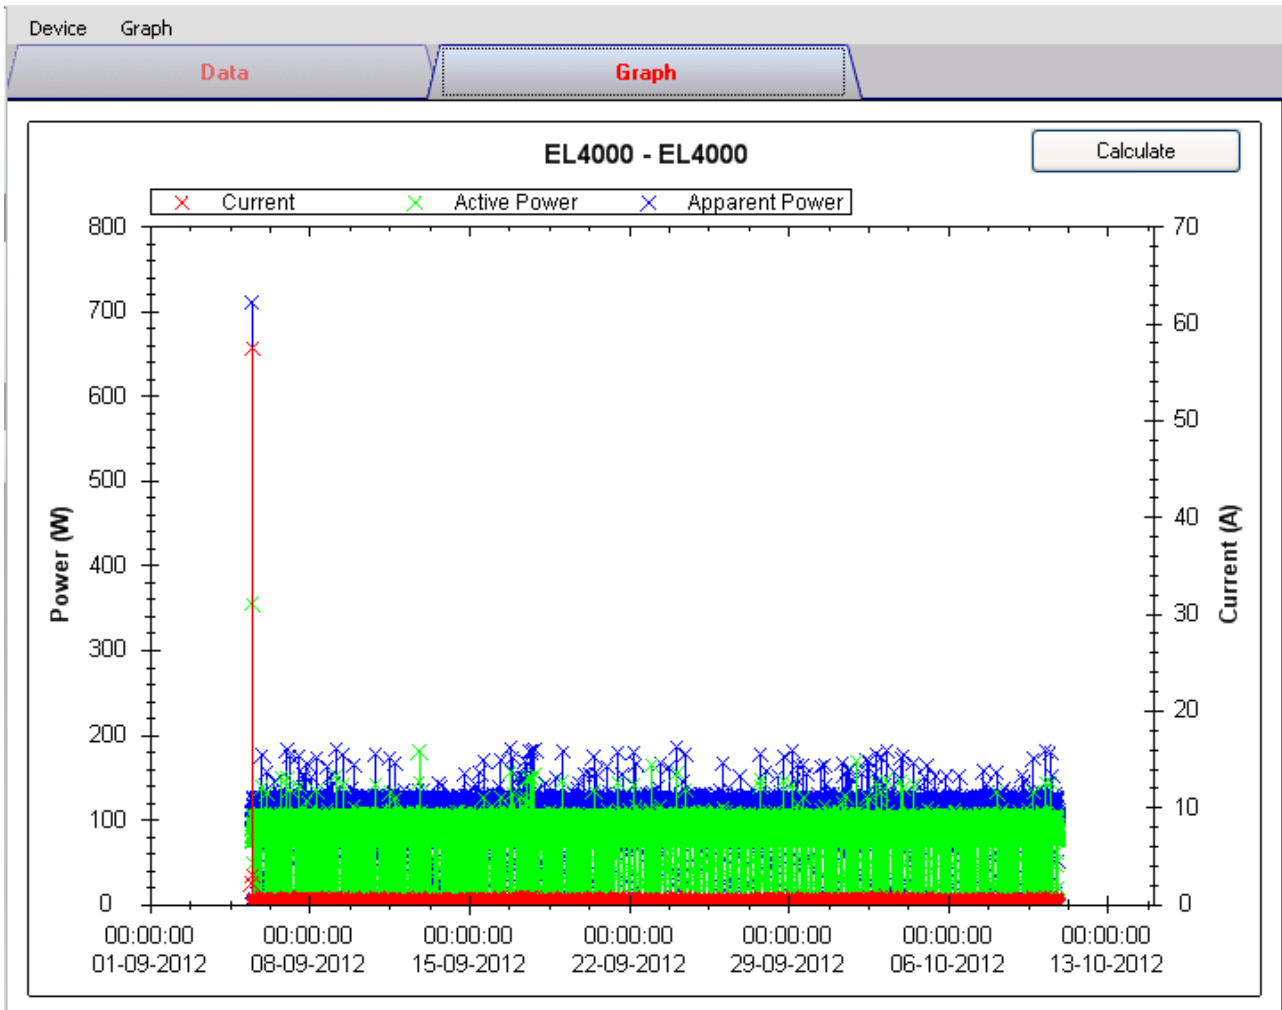 Device Graph
Data Graph
EL4000 - EL4000
Calculate
Current Active Power Apparent Power
800
700
600
500
400
300
200
100
0
Power (W)
70
60
50
40
30
20
10
0
Current (A)
00:00:00 00:00:00 00:00:00 00:00:00 00:00:00 00:00:00 00:00:00
01-09-2012 08-09-2012 15-09-2012 22-09-2012 29-09-2012 06-10-2012 13-10-2012